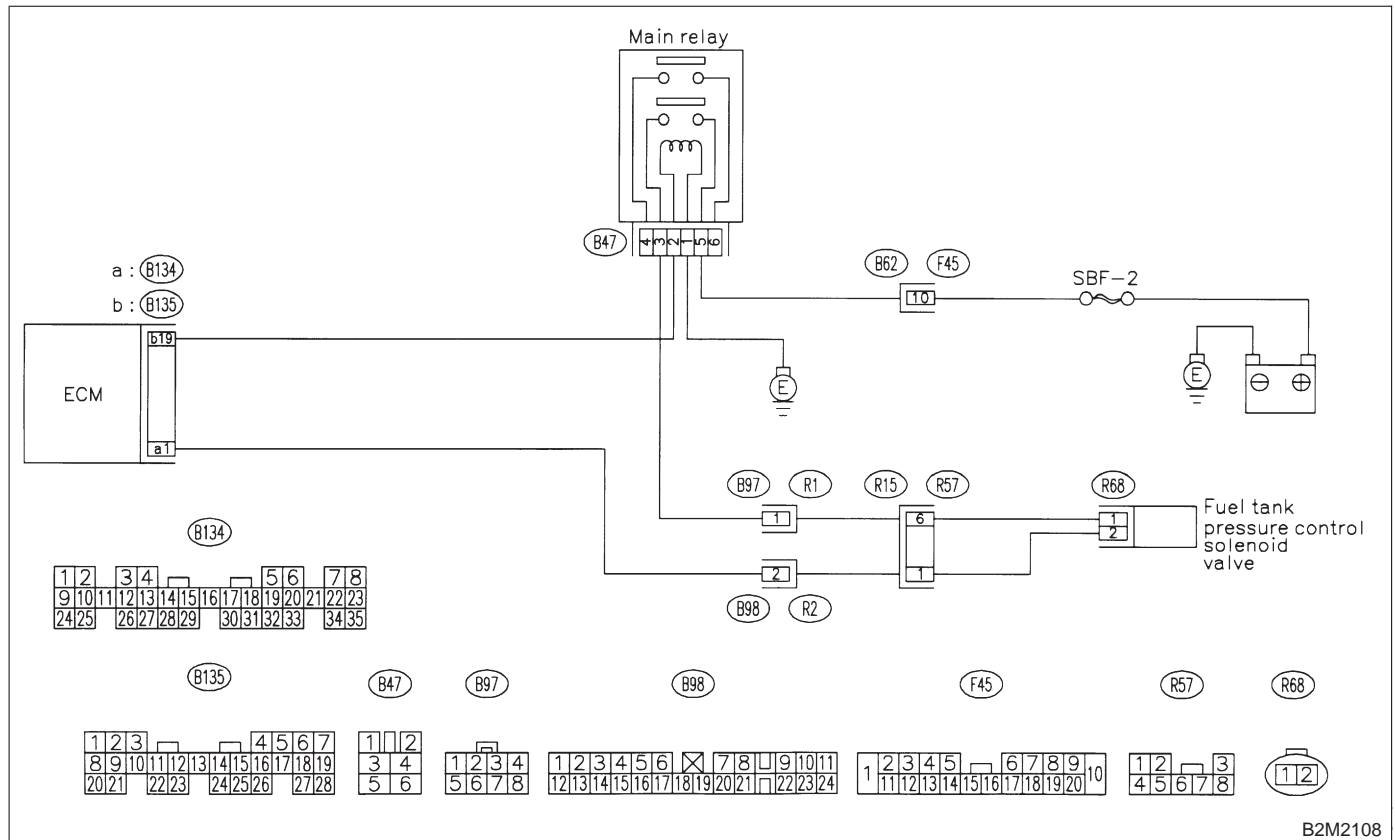 Main relay
4 3 2 1 5 6
B47
B62 F45
a : B134
b : B135
SBF-2
10
b19
E
E
⊖ ⊕
ECM
a1
B97 R1 R15 R57 R68
1 6 1
2
Fuel tank
pressure control
solenoid
valve
2 1
B98 R2
B134
1 2 3 4 5 6 7 8
9 10 11 12 13 14 15 16 17 18 19 20 21 22 23
24 25 26 27 28 29 30 31 32 33 34 35
B135 B47 B97 B98 F45 R57 R68
1 2 3 4 5 6 7
8 9 10 11 12 13 14 15 16 17 18 19
20 21 22 23 24 25 26 27 28
1 2
3 4
5 6
1 2 3 4
5 6 7 8
1 2 3 4 5 6 7 8 9 10 11
12 13 14 15 16 17 18 19 20 21 22 23 24
1 2 3 4 5 6 7 8 9 10
11 12 13 14 15 16 17 18 19 20
1 2 3
4 5 6 7 8
1 2
B2M2108